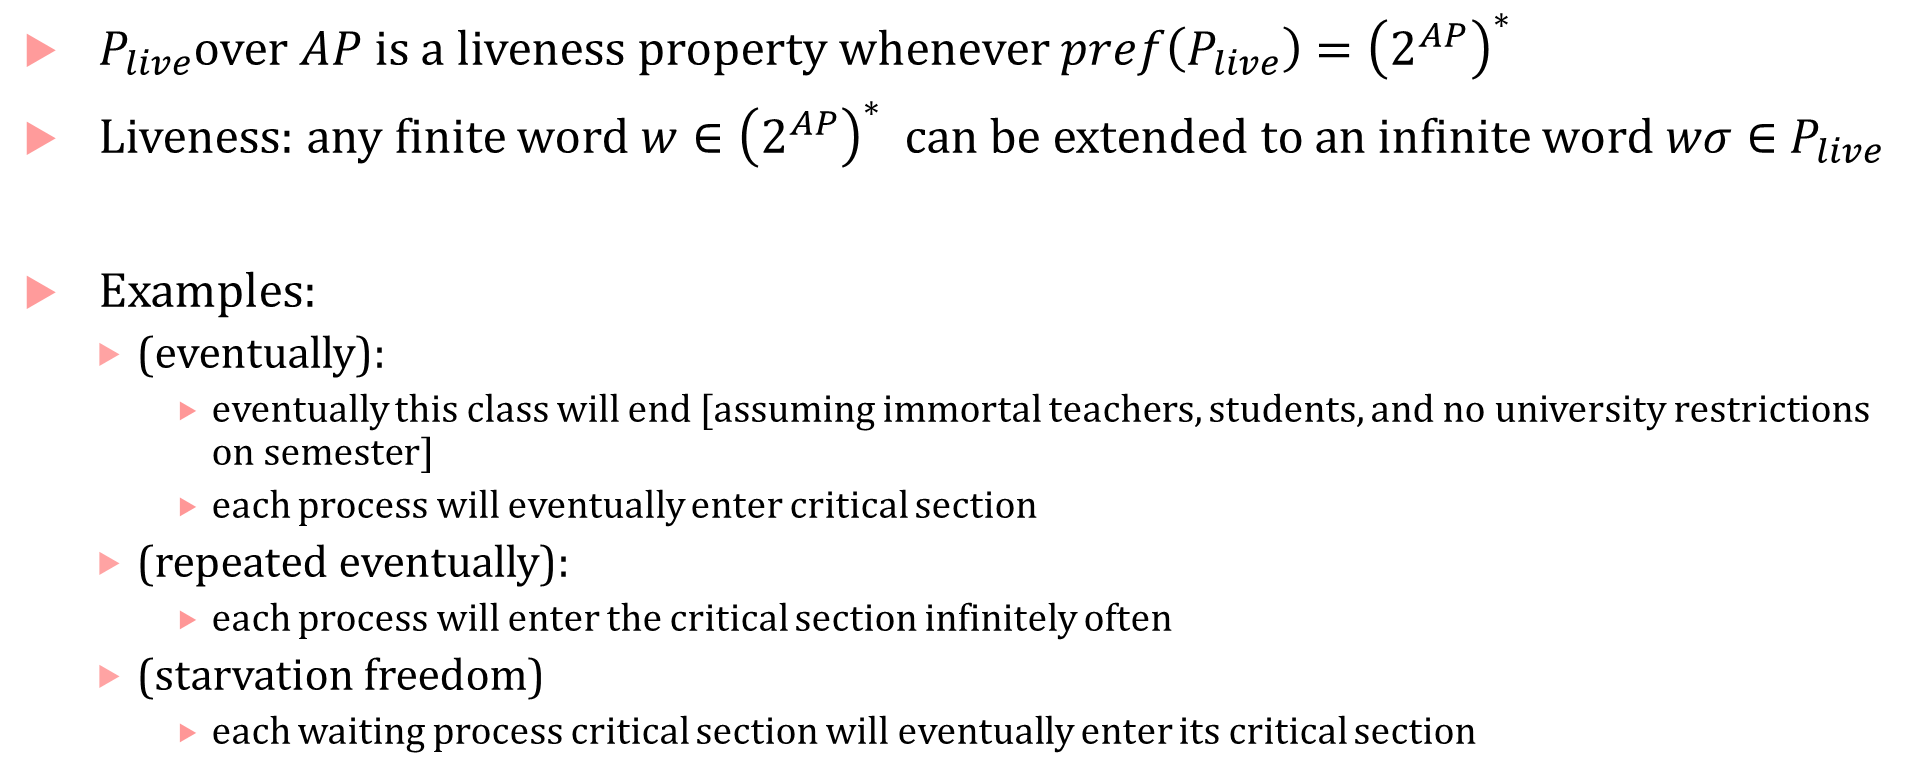 P_live over AP is a liveness property whenever pref(P_live) = (2^AP)^*
Liveness: any finite word w ∈ (2^AP)^* can be extended to an infinite word wσ ∈ P_live
Examples:
(eventually):
eventually this class will end [assuming immortal teachers, students, and no university restrictions
on semester]
each process will eventually enter critical section
(repeated eventually):
each process will enter the critical section infinitely often
(starvation freedom)
each waiting process critical section will eventually enter its critical section